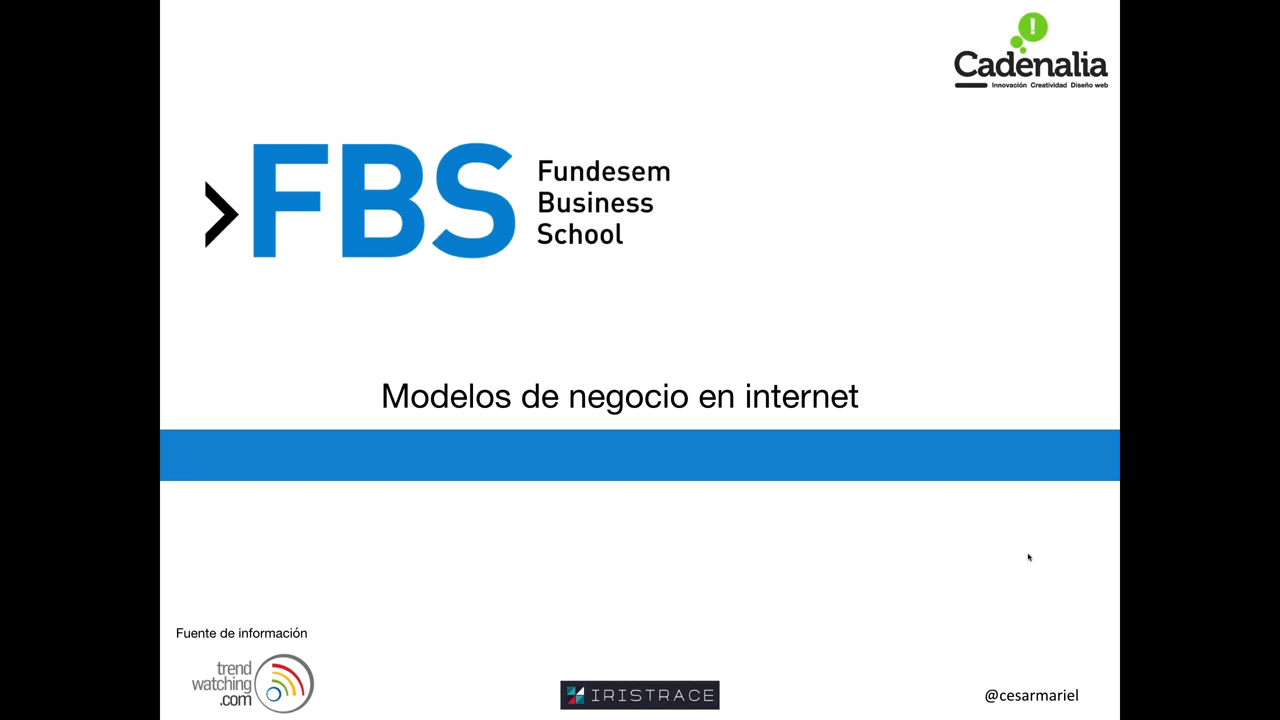 !
Cadenalia
Innovación Creatividad Diseño web
FBS
Fundesem
Business
School
Modelos de negocio en internet
Fuente de información
trend
watching
.com
IRISTRACE
@cesarmariel